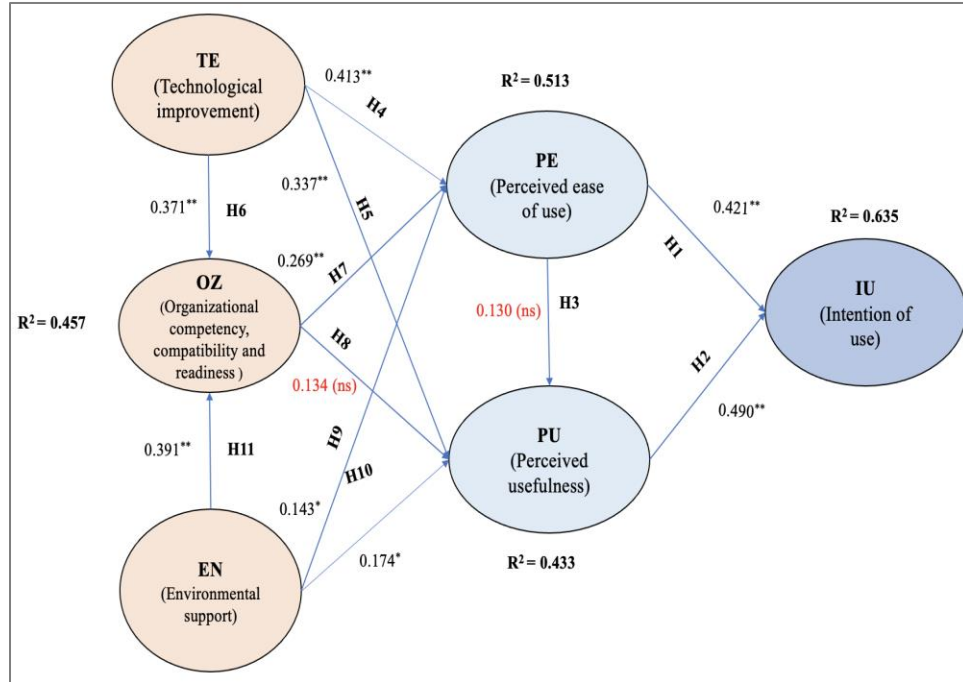 TE
(Technological
improvement)
0.413**
H4
R² = 0.513
PE
(Perceived ease
of use)
0.337**
H5
0.371**
H6
0.421**
H1
R² = 0.635
IU
(Intention of
use)
0.269**
H7
OZ
(Organizational
competency,
compatibility and
readiness )
R² = 0.457
0.130 (ns)
H3
H8
0.134 (ns)
H2
0.490**
0.391**
H11
H9
H10
PU
(Perceived
usefulness)
0.143*
0.174*
R² = 0.433
EN
(Environmental
support)